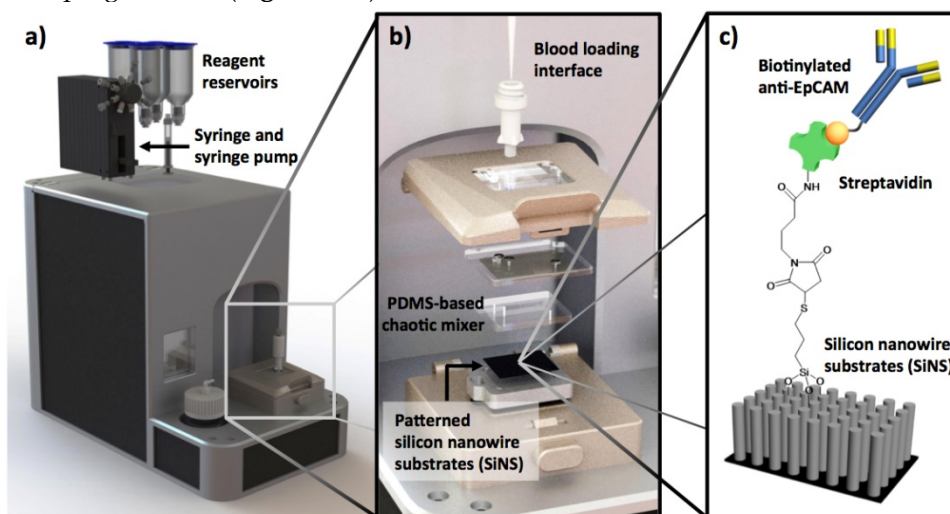 a)
Reagent
reservoirs
Syringe and
syringe pump
b)
Blood loading
interface
PDMS-based
chaotic mixer
Patterned
silicon nanowire
substrates (SiNS)
c)
Biotinylated
anti-EpCAM
Streptavidin
O
NH
O
N
O
S
Silicon nanowire
substrates (SiNS)
Si
O
O
O